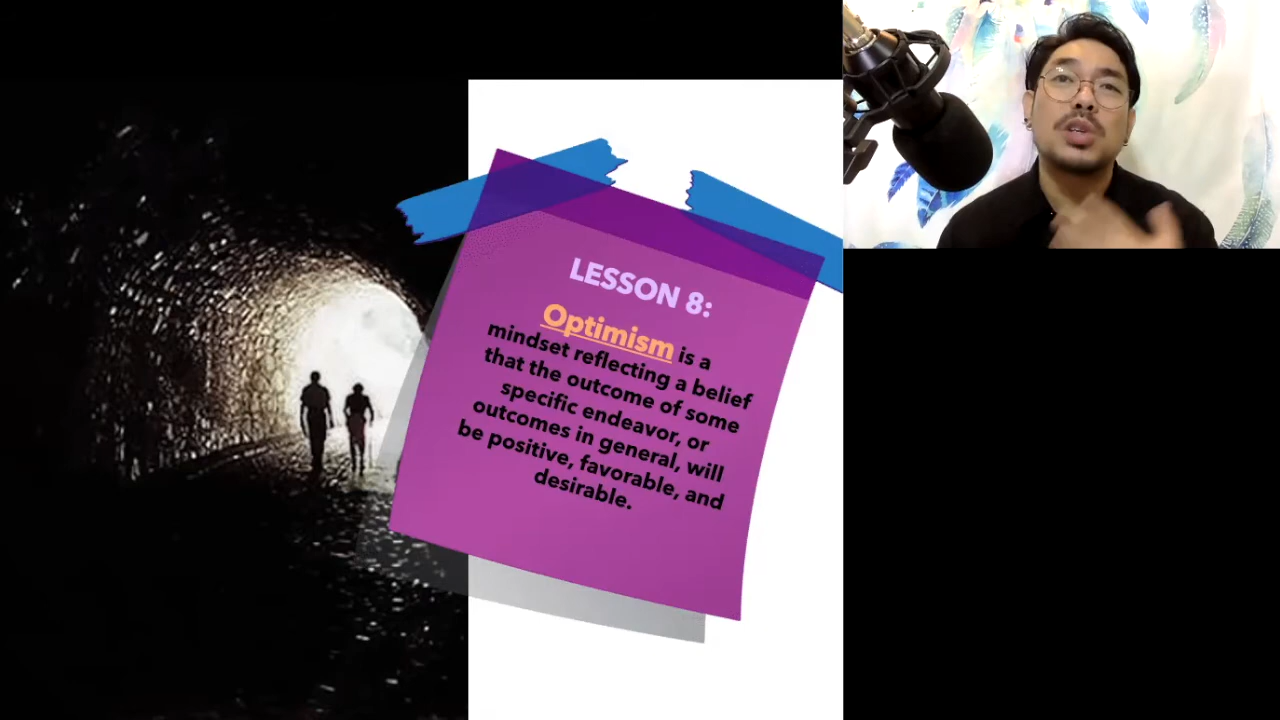 LESSON 8:
Optimism is a
mindset reflecting a belief
that the outcome of some
specific endeavor, or
outcomes in general, will
be positive, favorable, and
desirable.